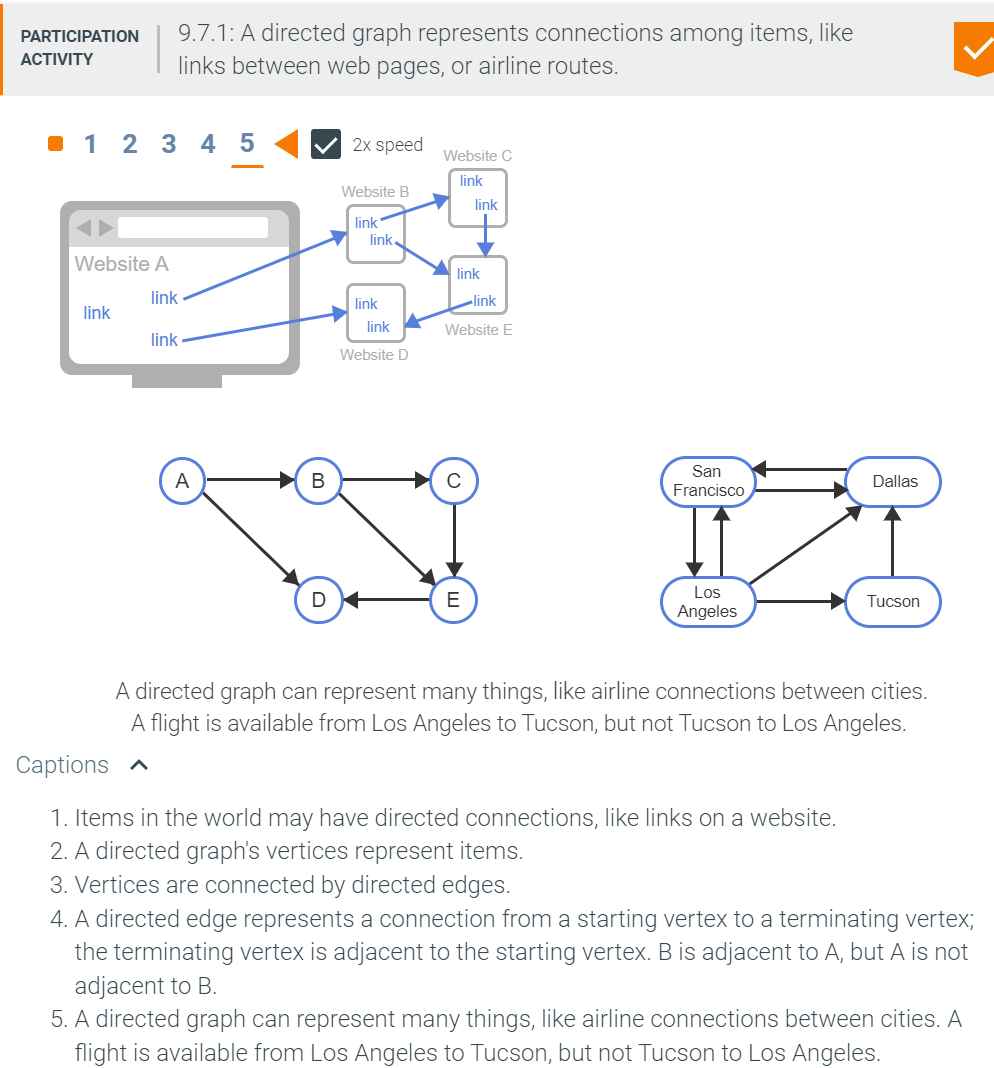 PARTICIPATION
ACTIVITY
9.7.1: A directed graph represents connections among items, like
links between web pages, or airline routes.
1 2 3 4 5 2x speed
Website C
link
link
Website B
link
link
Website A
link
link
link
link
link
Website E
link
link
Website D
A B C
D E
San
Francisco
Dallas
Los
Angeles
Tucson
A directed graph can represent many things, like airline connections between cities.
A flight is available from Los Angeles to Tucson, but not Tucson to Los Angeles.
Captions
1. Items in the world may have directed connections, like links on a website.
2. A directed graph's vertices represent items.
3. Vertices are connected by directed edges.
4. A directed edge represents a connection from a starting vertex to a terminating vertex;
the terminating vertex is adjacent to the starting vertex. B is adjacent to A, but A is not
adjacent to B.
5. A directed graph can represent many things, like airline connections between cities. A
flight is available from Los Angeles to Tucson, but not Tucson to Los Angeles.